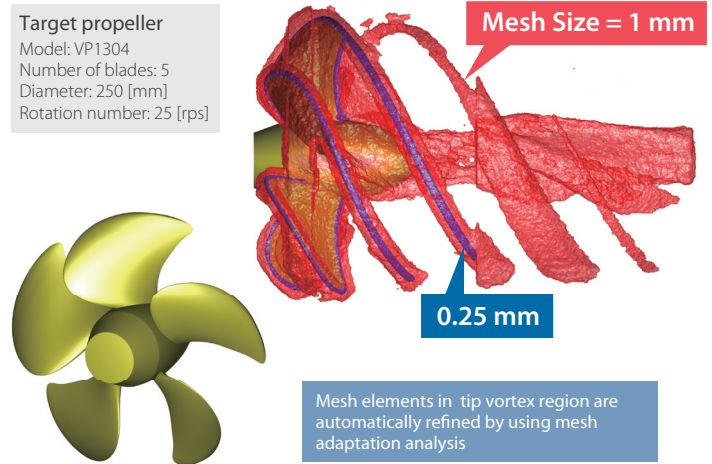 Target propeller
Model: VP1304
Number of blades: 5
Diameter: 250 [mm]
Rotation number: 25 [rps]
Mesh Size = 1 mm
0.25 mm
Mesh elements in tip vortex region are
automatically refined by using mesh
adaptation analysis